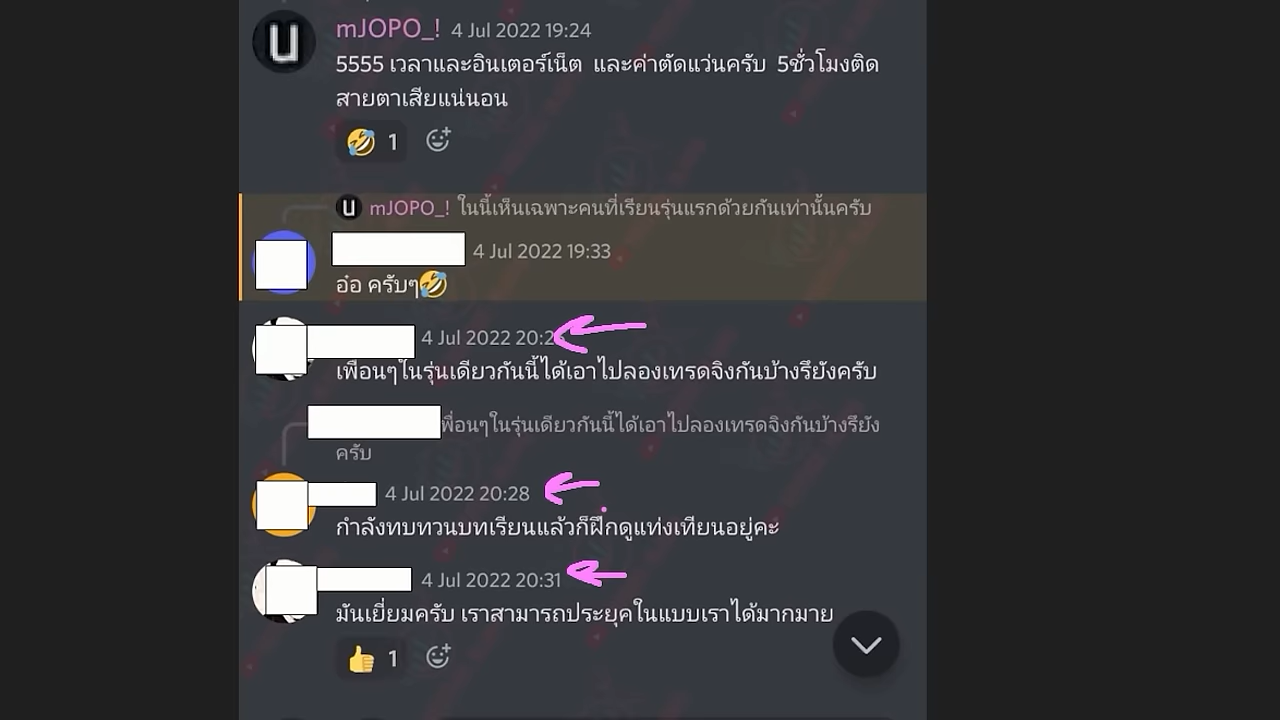 mJOPO_! 4 Jul 2022 19:24
5555 เวลาและอินเตอร์เน็ต และค่าตัดแว่นครับ 5ชั่วโมงติด
สายตาเสียแน่นอน
🤣 1
mJOPO_! ในนี้เห็นเฉพาะคนที่เรียนรุ่นแรกด้วยกันเท่านั้นครับ
4 Jul 2022 19:33
อ๋อ ครับๆ🤣
4 Jul 2022
เพื่อนๆในรุ่นเดียวกันนี้ได้เอาไปลองเทรดจิงกันบ้างรึยังครับ
พื่อนๆในรุ่นเดียวกันนี้ได้เอาไปลองเทรดจิงกันบ้างรึยัง
ครับ
4 Jul 2022 20:28
กำลังทบทวนบทเรียนแล้วก็ฝึกดูแท่งเทียนอยู่คะ
4 Jul 2022 20:31
มันเยี่ยมครับ เราสามารถประยุคในแบบเราได้มากมาย
👍 1